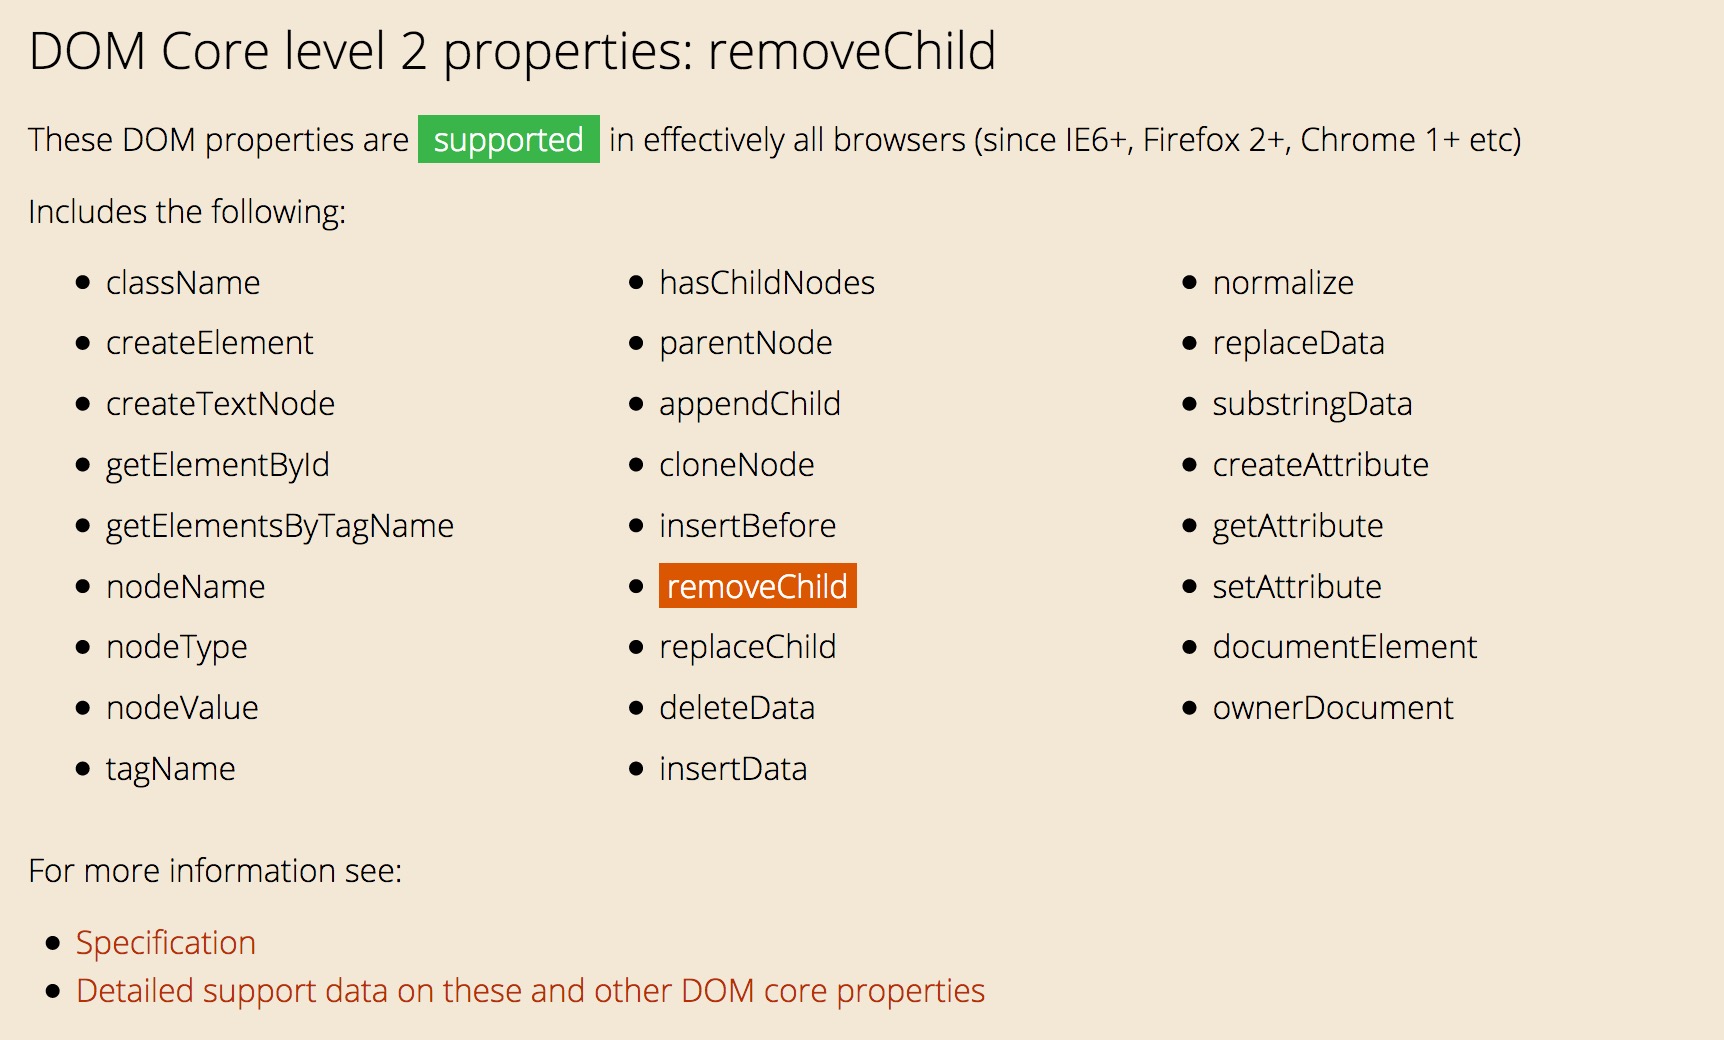 DOM Core level 2 properties: removeChild
These DOM properties are supported in effectively all browsers (since IE6+, Firefox 2+, Chrome 1+ etc)
Includes the following:
className
createElement
createTextNode
getElementById
getElementsByTagName
nodeName
nodeType
nodeValue
tagName
hasChildNodes
parentNode
appendChild
cloneNode
insertBefore
removeChild
replaceChild
deleteData
insertData
normalize
replaceData
substringData
createAttribute
getAttribute
setAttribute
documentElement
ownerDocument
For more information see:
Specification
Detailed support data on these and other DOM core properties